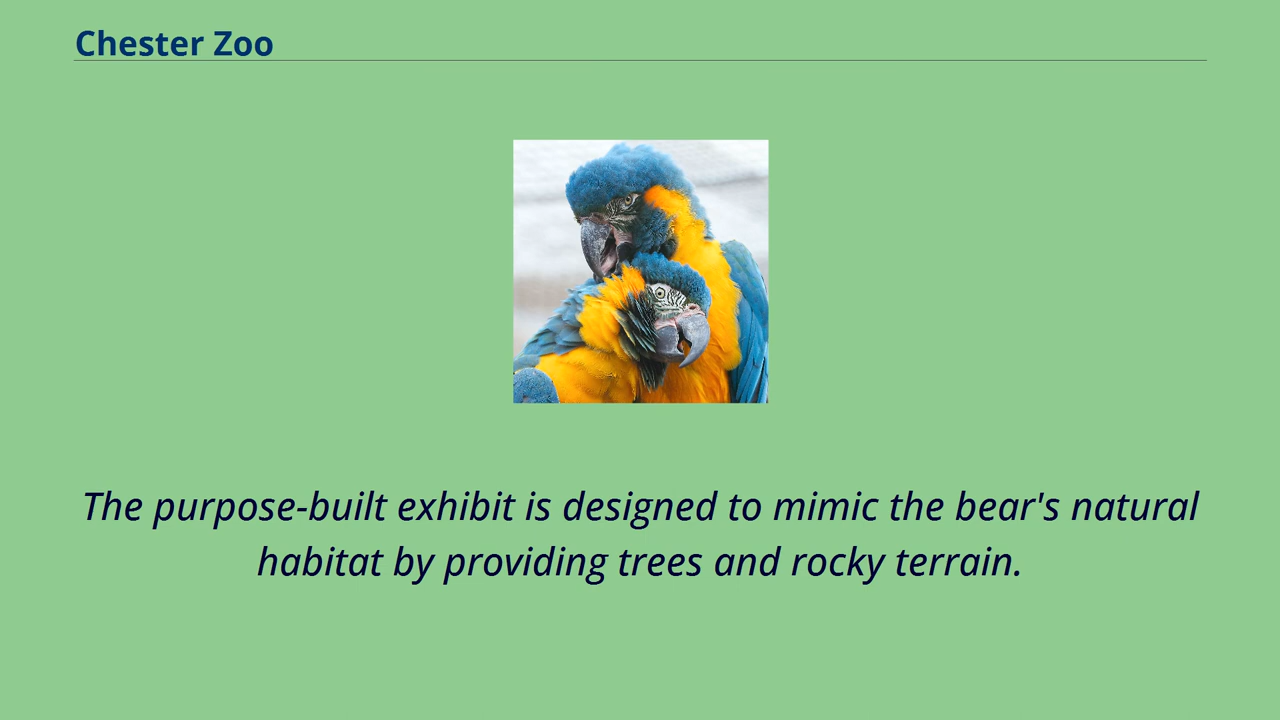 Chester Zoo
The purpose-built exhibit is designed to mimic the bear's natural
habitat by providing trees and rocky terrain.